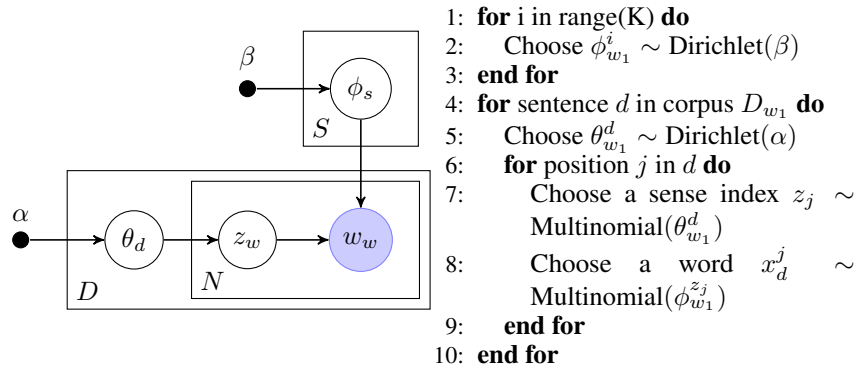 β
ϕ_s
S
α
θ_d
z_w
w_w
D
N
1: for i in range(K) do
2: Choose ϕ^i_{w_1} ∼ Dirichlet(β)
3: end for
4: for sentence d in corpus D_{w_1} do
5: Choose θ^d_{w_1} ∼ Dirichlet(α)
6: for position j in d do
7: Choose a sense index z_j ∼
Multinomial(θ^d_{w_1})
8: Choose a word x^j_d ∼
Multinomial(ϕ^{z_j}_{w_1})
9: end for
10: end for